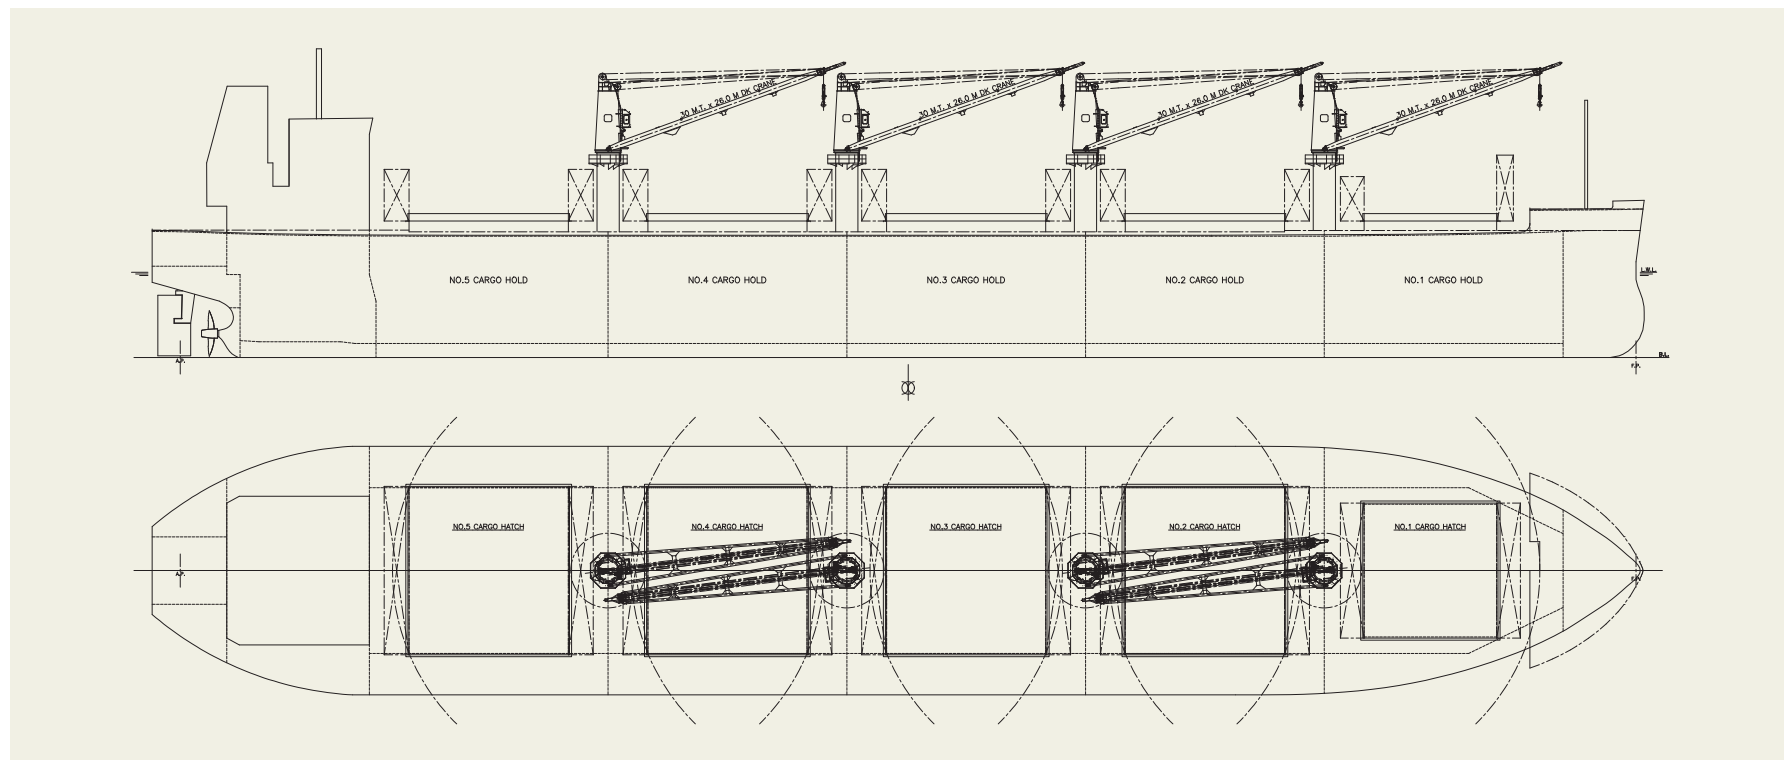 30 M.T. x 26.0 M DK CRANE
30 M.T. x 26.0 M DK CRANE
30 M.T. x 26.0 M DK CRANE
30 M.T. x 26.0 M DK CRANE
NO.5 CARGO HOLD
NO.4 CARGO HOLD
NO.3 CARGO HOLD
NO.2 CARGO HOLD
NO.1 CARGO HOLD
L.W.L.
A.P.
B.L.
F.P.
NO.5 CARGO HATCH
NO.4 CARGO HATCH
NO.3 CARGO HATCH
NO.2 CARGO HATCH
NO.1 CARGO HATCH
A.P.
F.P.